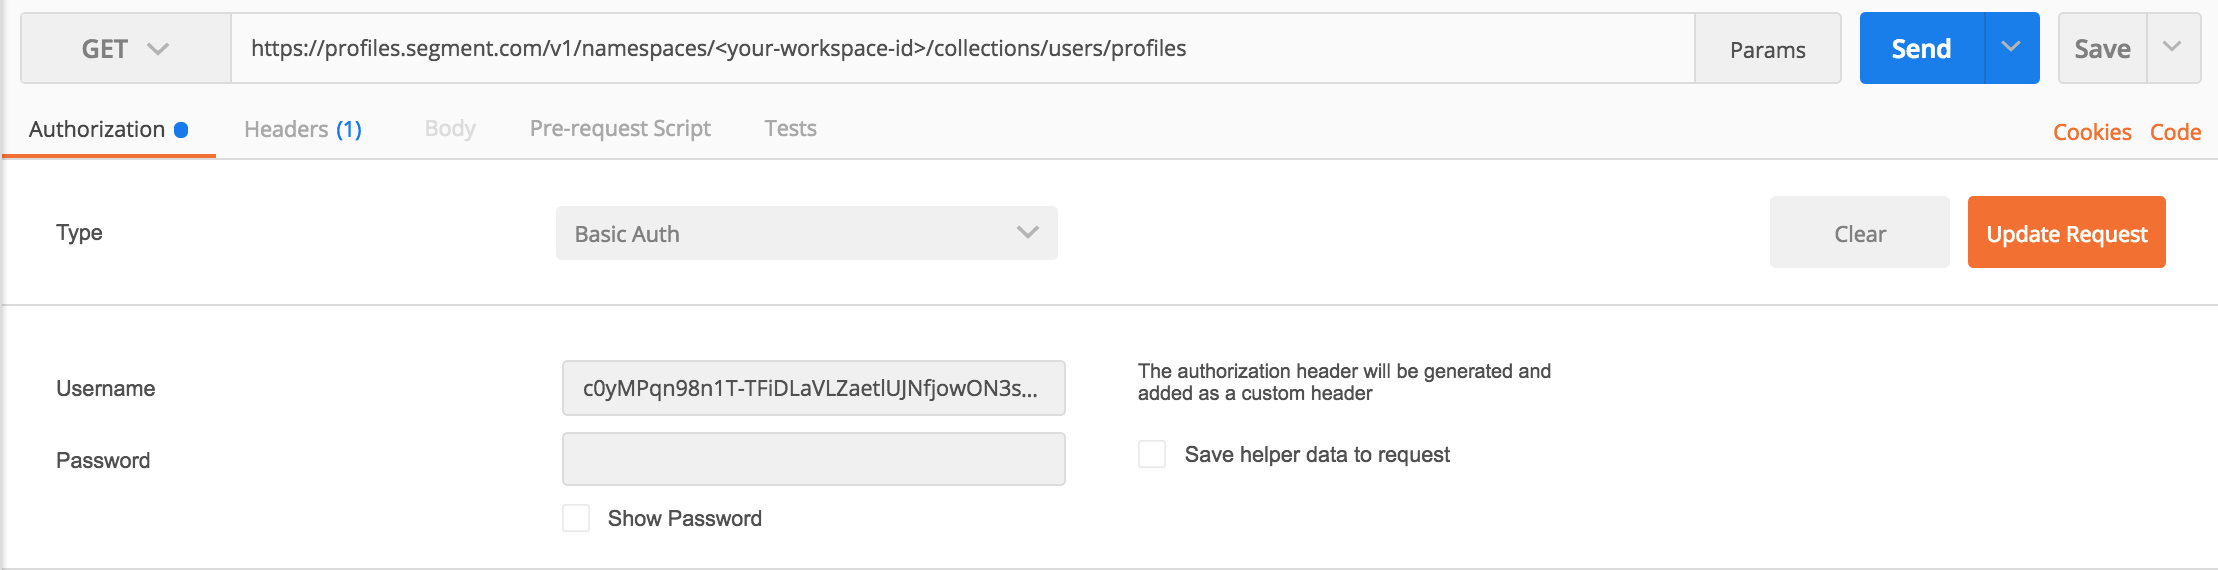 GET
https://profiles.segment.com/v1/namespaces/<your-workspace-id>/collections/users/profiles
Params
Send
Save
Authorization
Headers (1)
Body
Pre-request Script
Tests
Cookies
Code
Type
Basic Auth
Clear
Update Request
Username
c0yMPqn98n1T-TFiDLaVLZaetlUJNfjowON3s...
The authorization header will be generated and
added as a custom header
Password
Save helper data to request
Show Password